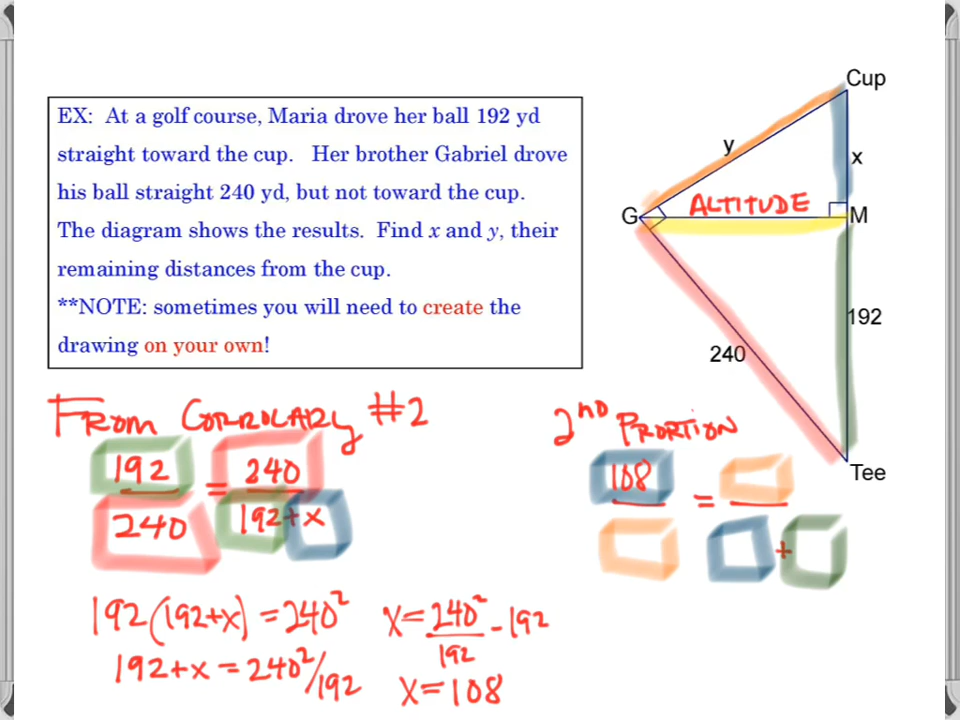 EX: At a golf course, Maria drove her ball 192 yd
straight toward the cup. Her brother Gabriel drove
his ball straight 240 yd, but not toward the cup.
The diagram shows the results. Find x and y, their
remaining distances from the cup.
**NOTE: sometimes you will need to create the
drawing on your own!
Cup
y
x
G
ALTITUDE
M
192
240
Tee
FROM CORROLARY #2
192 = 240
240 192+x
192(192+x) = 240²
192+x = 240²/192
x = 240² - 192
192
x = 108
2ND PRORTION
108 =
+